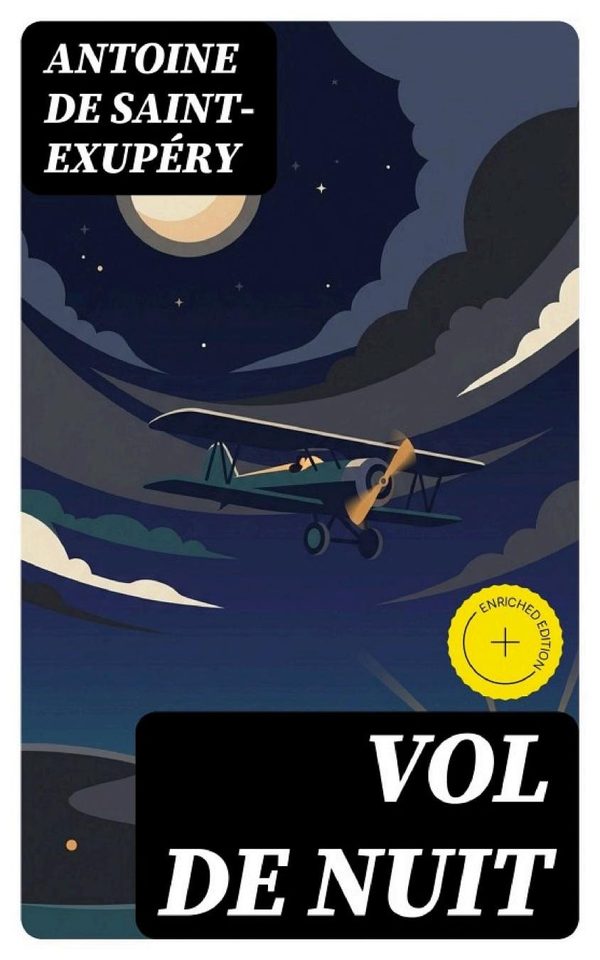 ANTOINE
DE SAINT-
EXUPÉRY
ENRICHED EDITION
VOL
DE NUIT